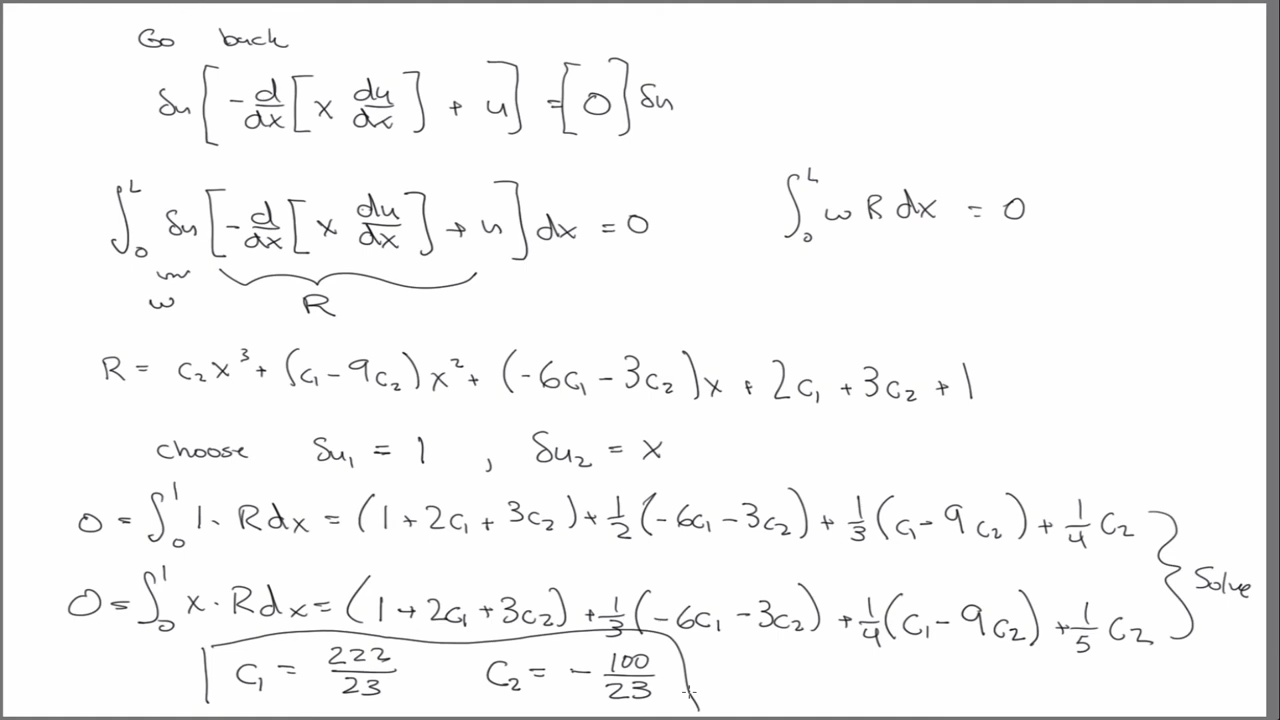 Go back
δu [ - d/dx [ x du/dx ] + u ] = [ 0 ] δu
∫₀ᴸ δu [ - d/dx [ x du/dx ] + u ] dx = 0
∫₀ᴸ w R dx = 0
w R
R = c₂x³ + (c₁ - 9c₂)x² + (-6c₁ - 3c₂)x + 2c₁ + 3c₂ + 1
choose δu₁ = 1 , δu₂ = x
0 = ∫₀¹ 1 · R dx = (1 + 2c₁ + 3c₂) + 1/2 (-6c₁ - 3c₂) + 1/3 (c₁ - 9c₂) + 1/4 c₂
Solve
0 = ∫₀¹ x · R dx = (1 + 2c₁ + 3c₂) + 1/3 (-6c₁ - 3c₂) + 1/4 (c₁ - 9c₂) + 1/5 c₂
c₁ = 222/23 c₂ = - 100/23